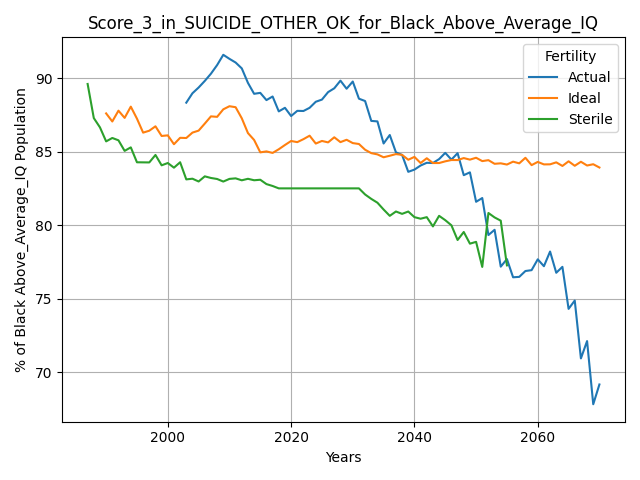 Score_3_in_SUICIDE_OTHER_OK_for_Black_Above_Average_IQ
Fertility
Actual
Ideal
Sterile
% of Black Above_Average_IQ Population
90
85
80
75
70
2000
2020
2040
2060
Years